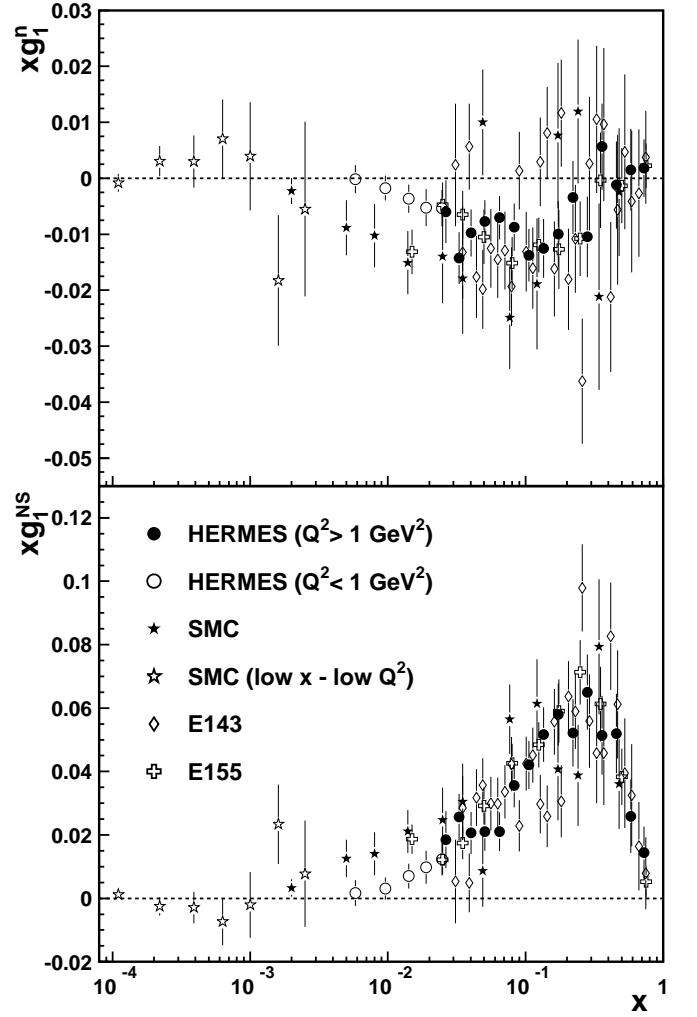 xg₁ⁿ
0.03
0.02
0.01
0
-0.01
-0.02
-0.03
-0.04
-0.05
xg₁ᴺˢ
0.12
0.1
0.08
0.06
0.04
0.02
0
-0.02
HERMES (Q²> 1 GeV²)
HERMES (Q²< 1 GeV²)
SMC
SMC (low x - low Q²)
E143
E155
10⁻⁴ 10⁻³ 10⁻² 10⁻¹ 1
x